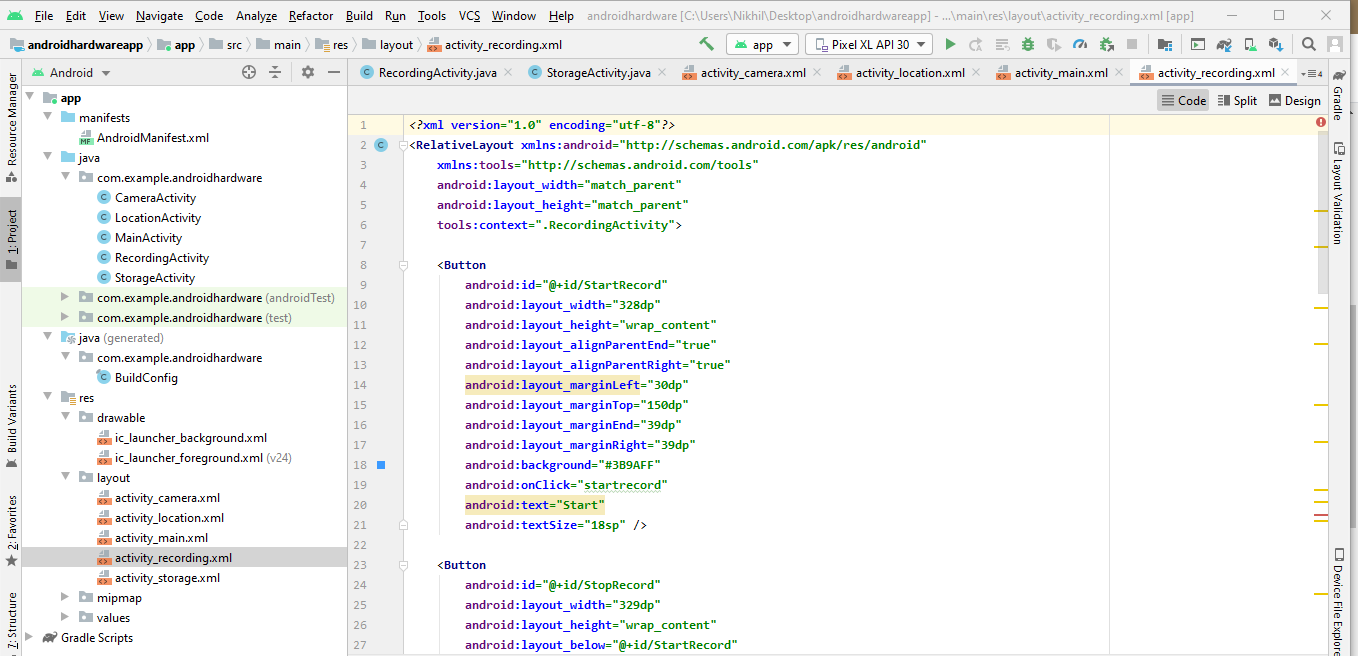 File Edit View Navigate Code Analyze Refactor Build Run Tools VCS Window Help androidhardware [C:\Users\Nikhil\Desktop\androidhardwareapp] - ...\main\res\layout\activity_recording.xml [app]
androidhardwareapp app src main res layout activity_recording.xml app Pixel XL API 30
Resource Manager
1: Project
Build Variants
2: Favorites
7: Structure
Android
app
manifests
AndroidManifest.xml
java
com.example.androidhardware
CameraActivity
LocationActivity
MainActivity
RecordingActivity
StorageActivity
com.example.androidhardware (androidTest)
com.example.androidhardware (test)
java (generated)
com.example.androidhardware
BuildConfig
res
drawable
ic_launcher_background.xml
ic_launcher_foreground.xml (v24)
layout
activity_camera.xml
activity_location.xml
activity_main.xml
activity_recording.xml
activity_storage.xml
mipmap
values
Gradle Scripts
RecordingActivity.java StorageActivity.java activity_camera.xml activity_location.xml activity_main.xml activity_recording.xml 4
Code Split Design
1 <?xml version="1.0" encoding="utf-8"?>
2 <RelativeLayout xmlns:android="http://schemas.android.com/apk/res/android"
3 xmlns:tools="http://schemas.android.com/tools"
4 android:layout_width="match_parent"
5 android:layout_height="match_parent"
6 tools:context=".RecordingActivity">
7
8 <Button
9 android:id="@+id/StartRecord"
10 android:layout_width="328dp"
11 android:layout_height="wrap_content"
12 android:layout_alignParentEnd="true"
13 android:layout_alignParentRight="true"
14 android:layout_marginLeft="30dp"
15 android:layout_marginTop="150dp"
16 android:layout_marginEnd="39dp"
17 android:layout_marginRight="39dp"
18 android:background="#3B9AFF"
19 android:onClick="startrecord"
20 android:text="Start"
21 android:textSize="18sp" />
22
23 <Button
24 android:id="@+id/StopRecord"
25 android:layout_width="329dp"
26 android:layout_height="wrap_content"
27 android:layout_below="@+id/StartRecord"
Gradle
Layout Validation
Device File Explore